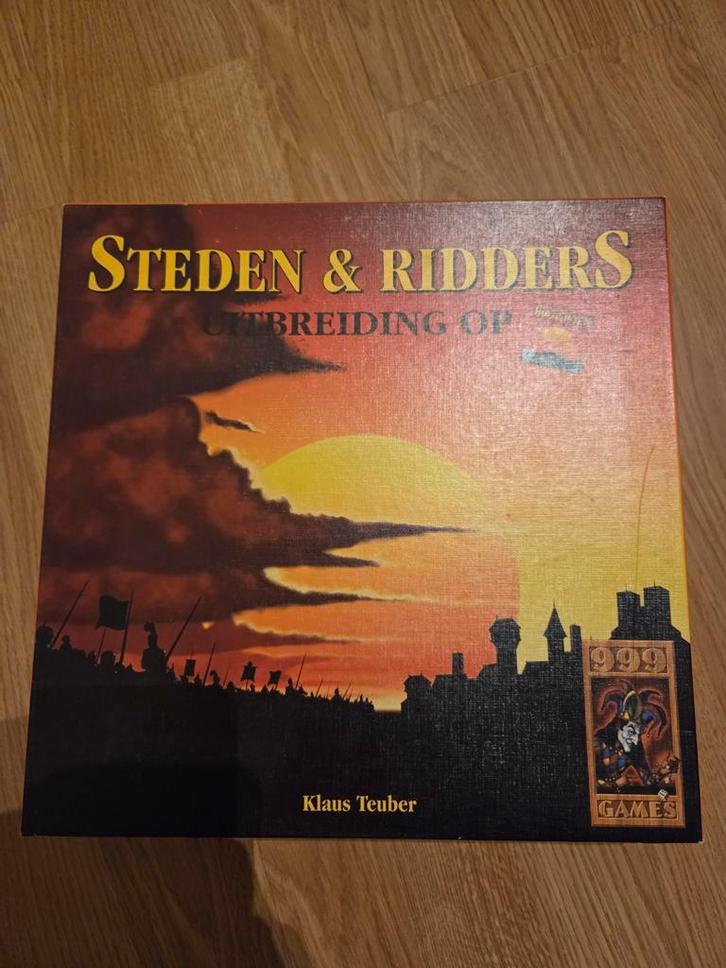 STEDEN & RIDDERS
UITBREIDING OP
Klaus Teuber
999
GAMES